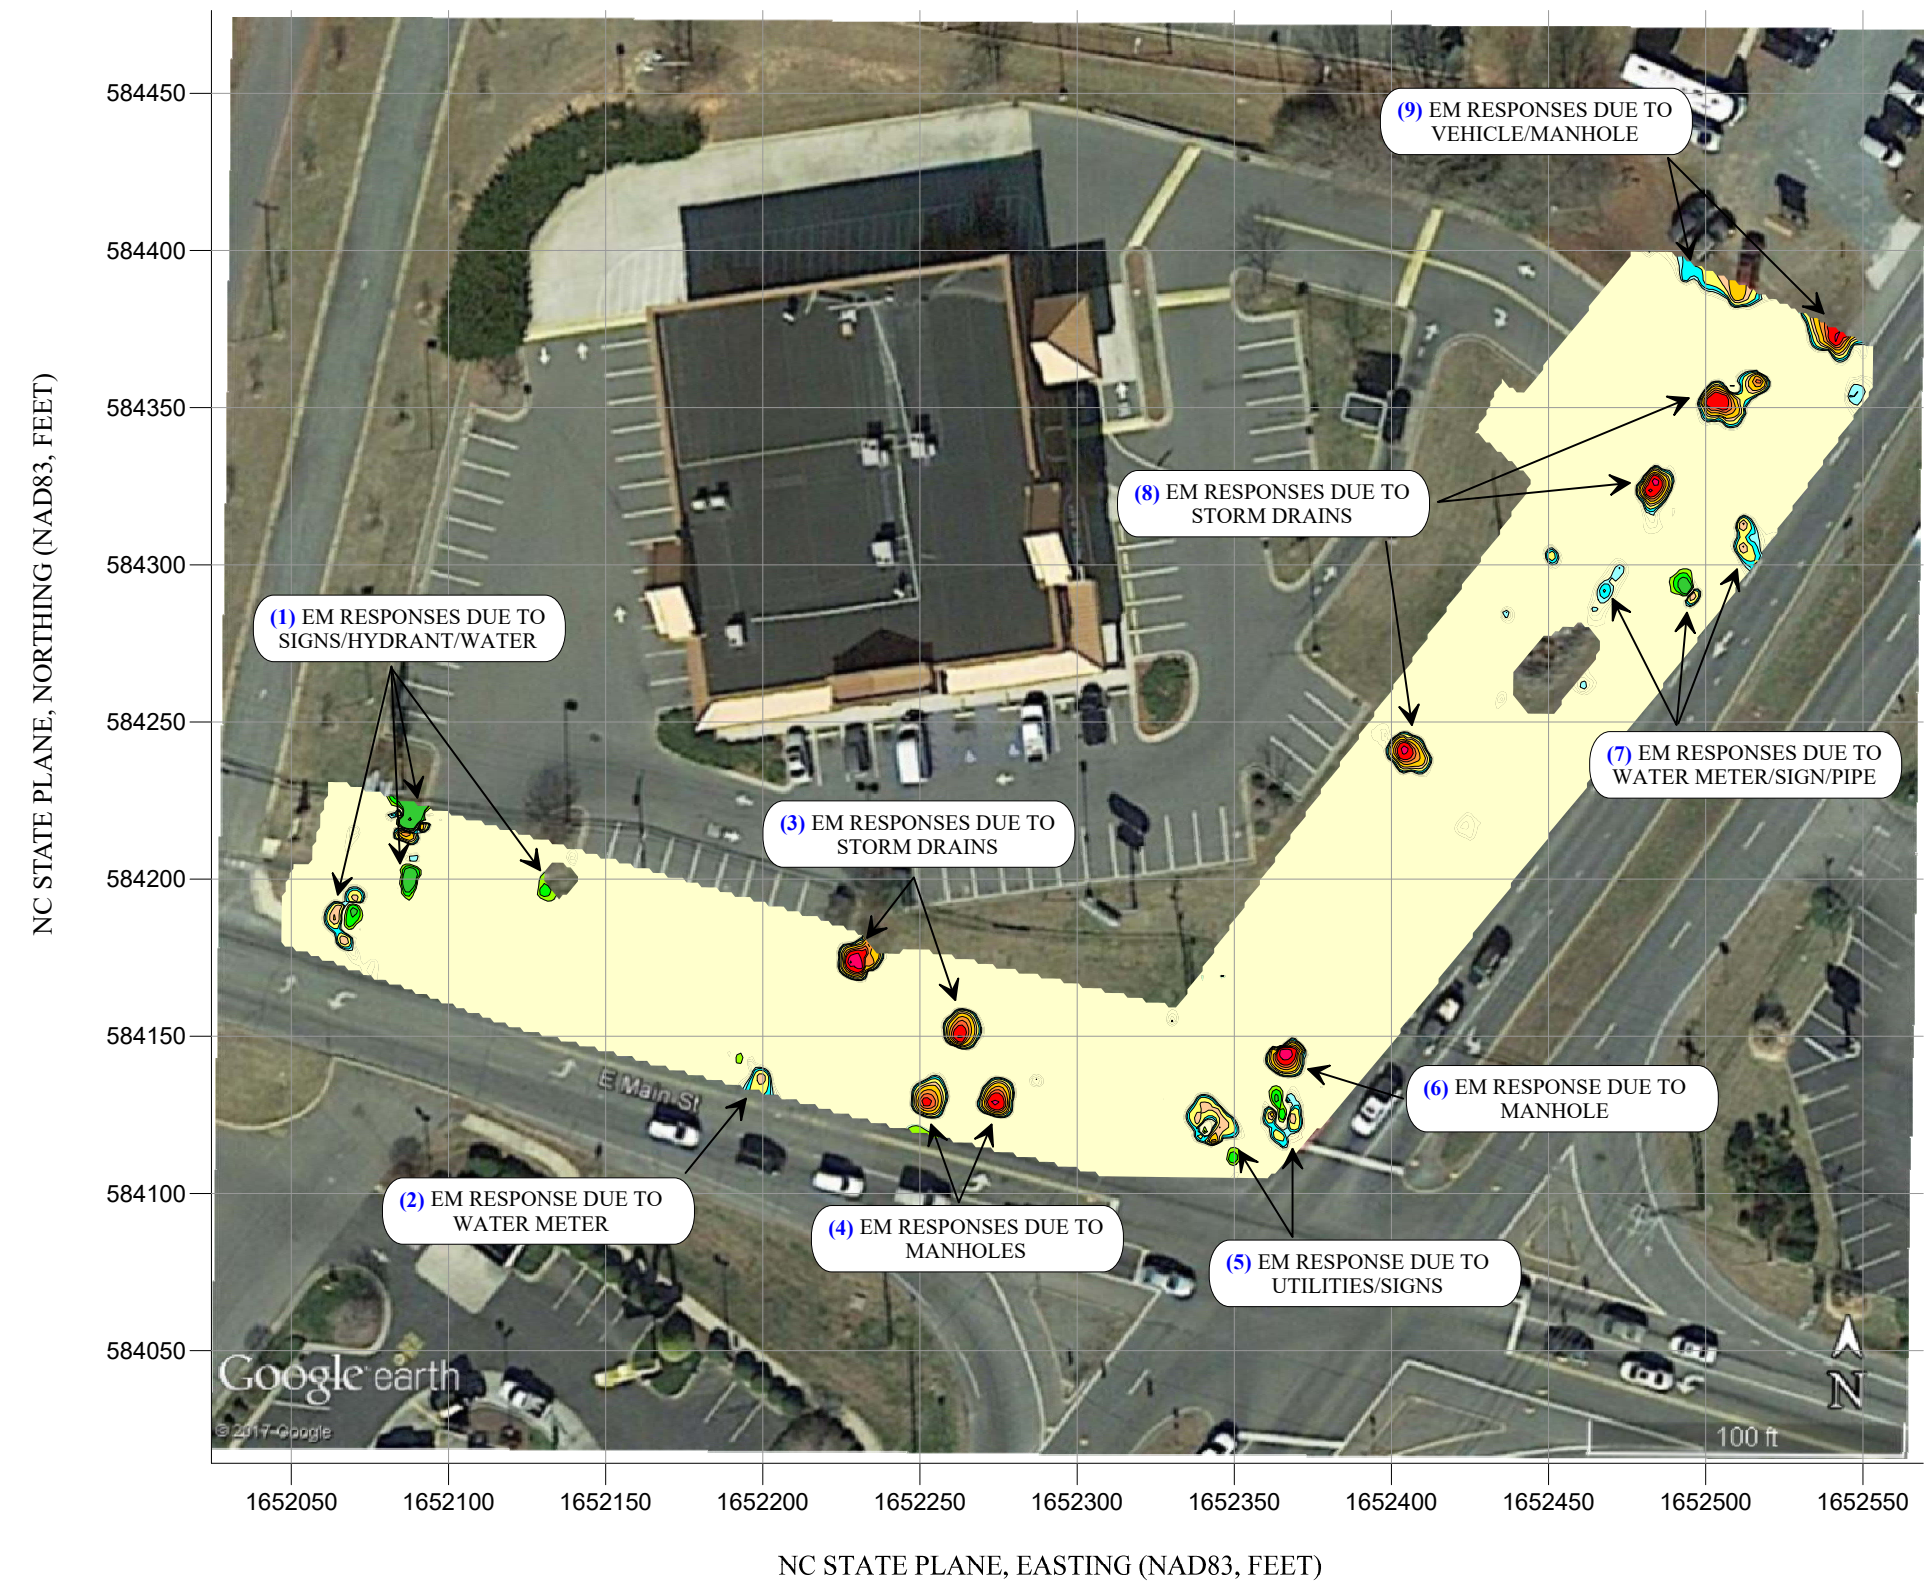 584450
584400
584350
584300
584250
584200
584150
584100
584050
NC STATE PLANE, NORTHING (NAD83, FEET)
(9) EM RESPONSES DUE TO
VEHICLE/MANHOLE
(8) EM RESPONSES DUE TO
STORM DRAINS
(1) EM RESPONSES DUE TO
SIGNS/HYDRANT/WATER
(7) EM RESPONSES DUE TO
WATER METER/SIGN/PIPE
(3) EM RESPONSES DUE TO
STORM DRAINS
E Main St
(6) EM RESPONSE DUE TO
MANHOLE
(2) EM RESPONSE DUE TO
WATER METER
(4) EM RESPONSES DUE TO
MANHOLES
(5) EM RESPONSE DUE TO
UTILITIES/SIGNS
Google earth
© 2017 Google
N
100 ft
1652050
1652100
1652150
1652200
1652250
1652300
1652350
1652400
1652450
1652500
1652550
NC STATE PLANE, EASTING (NAD83, FEET)